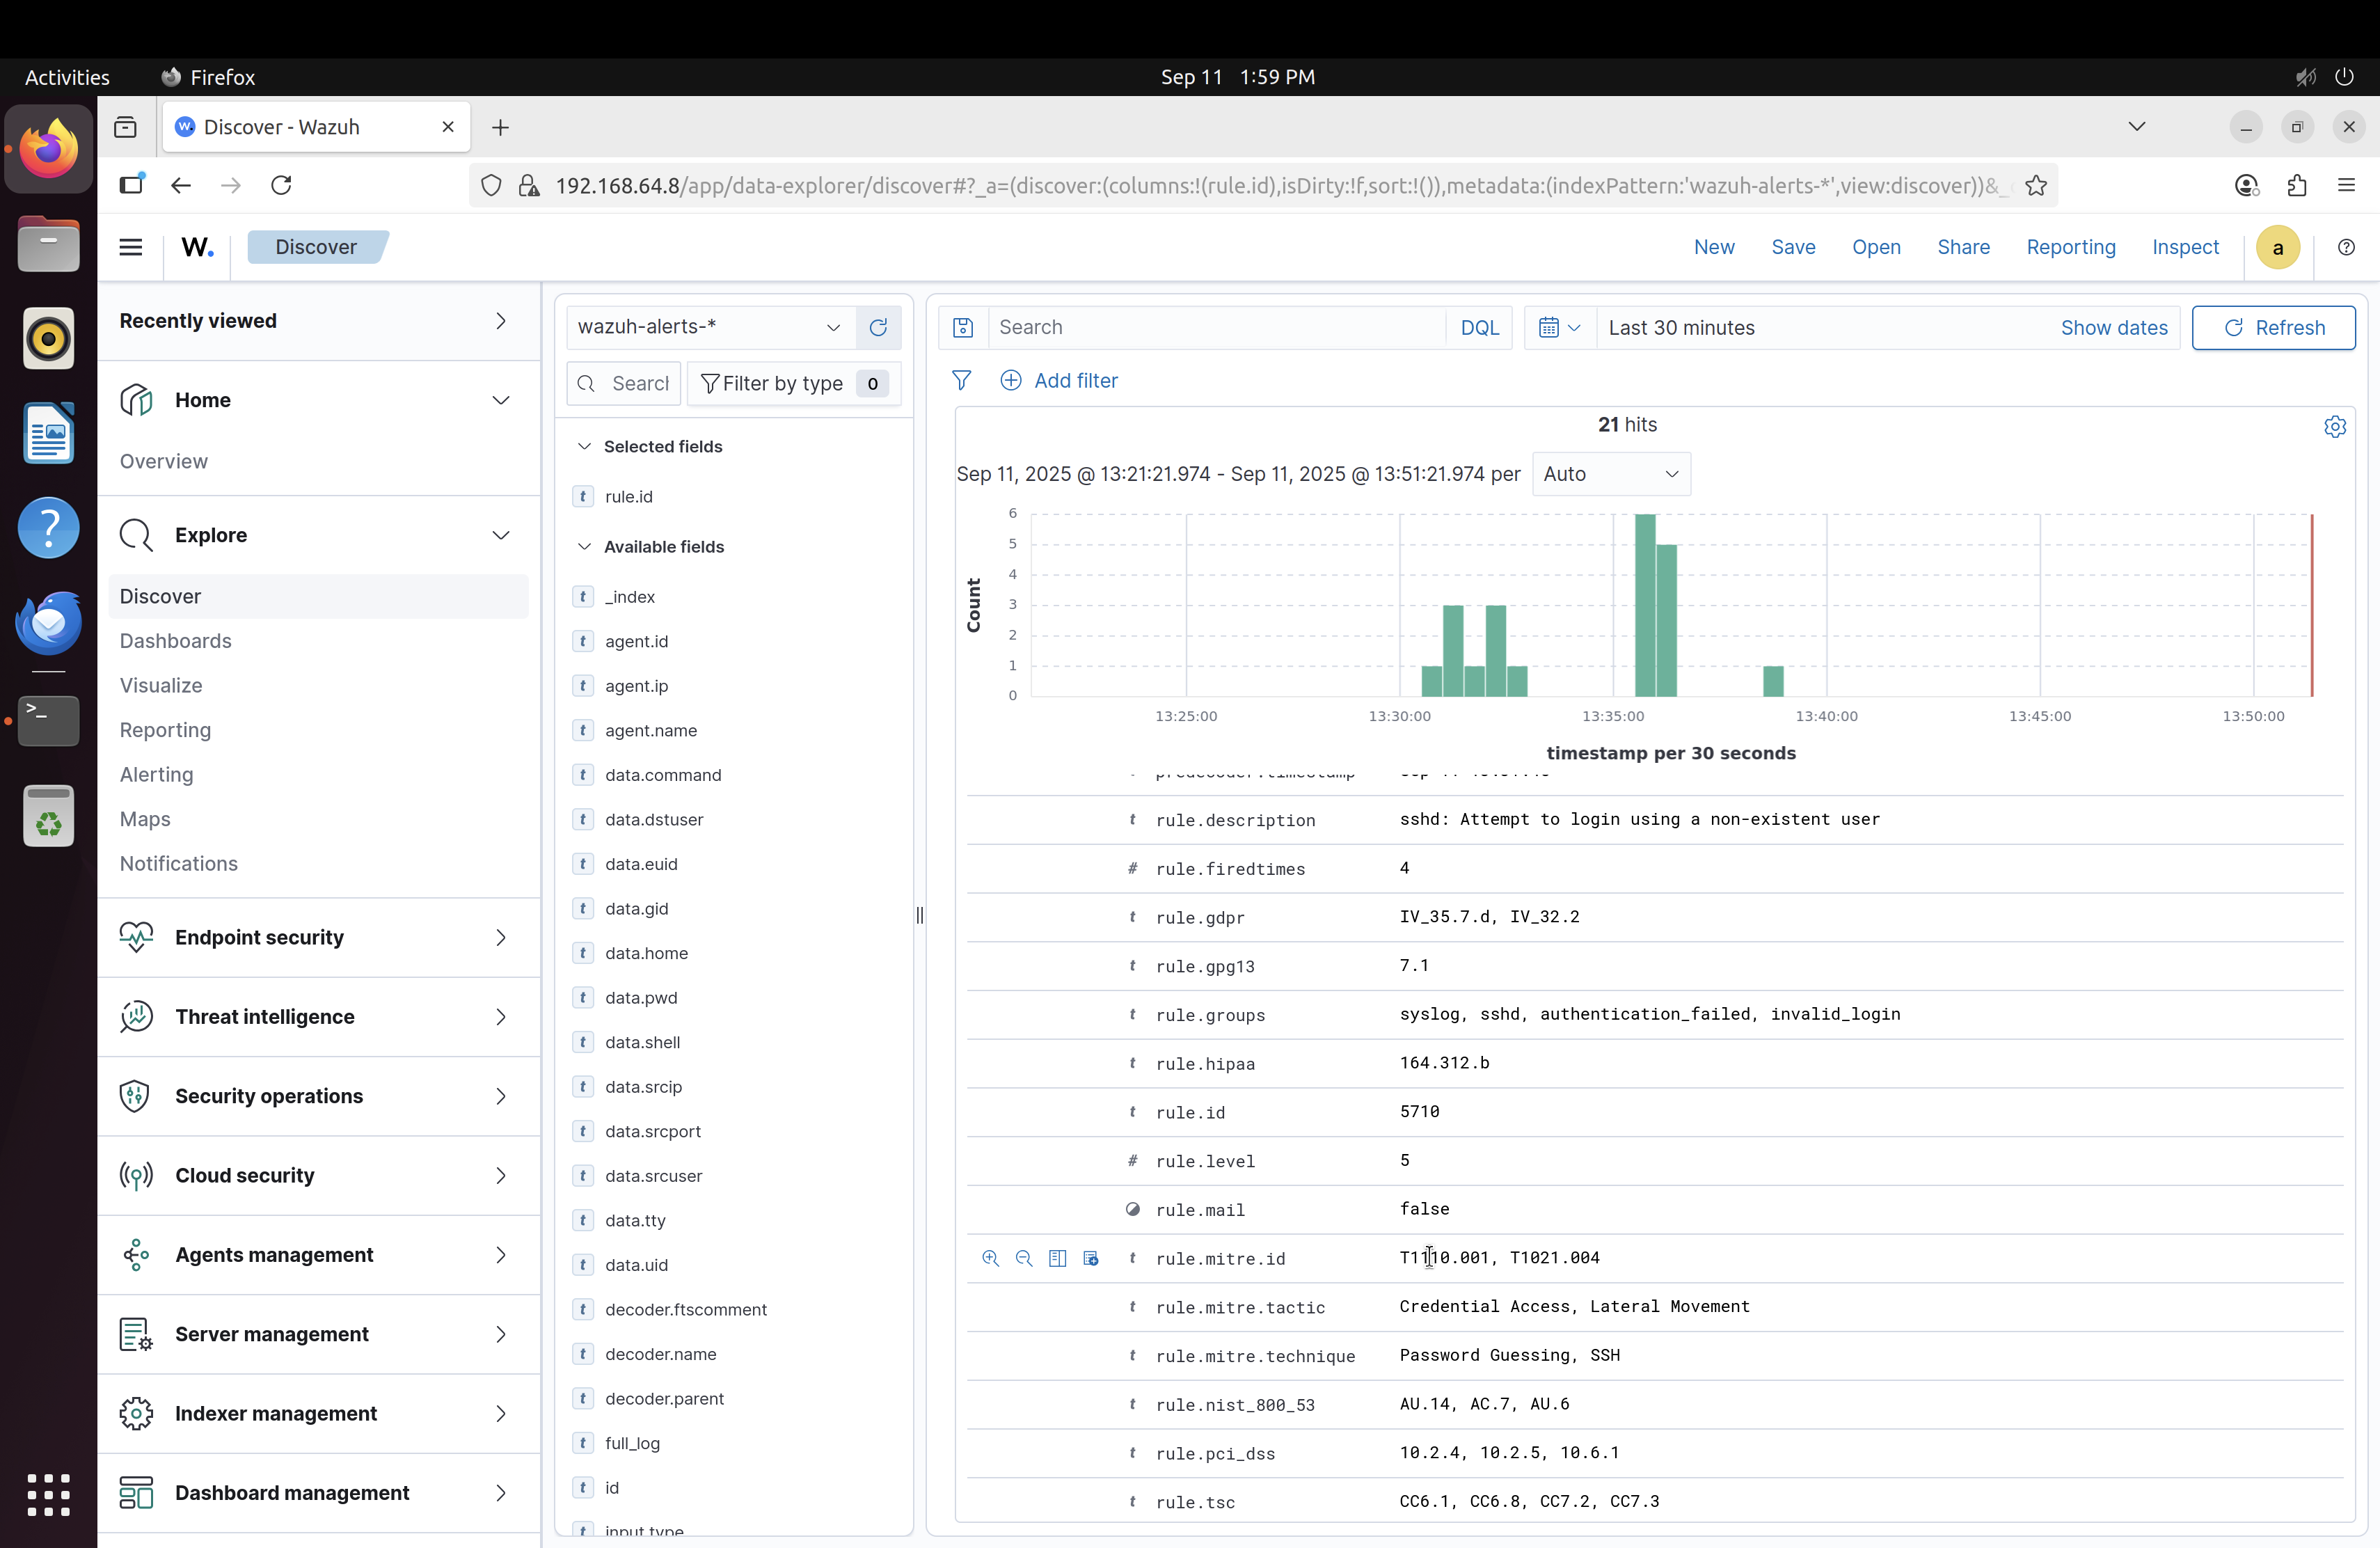 Activities Firefox Sep 11 1:59 PM
Discover - Wazuh
192.168.64.8/app/data-explorer/discover#?_a=(discover:(columns:!(rule.id),isDirty:!f,sort:!()),metadata:(indexPattern:'wazuh-alerts-*',view:discover))&_
W. Discover New Save Open Share Reporting Inspect a
Recently viewed
Home
Overview
Explore
Discover
Dashboards
Visualize
Reporting
Alerting
Maps
Notifications
Endpoint security
Threat intelligence
Security operations
Cloud security
Agents management
Server management
Indexer management
Dashboard management
wazuh-alerts-*
Search Filter by type 0
Selected fields
t rule.id
Available fields
t _index
t agent.id
t agent.ip
t agent.name
t data.command
t data.dstuser
t data.euid
t data.gid
t data.home
t data.pwd
t data.shell
t data.srcip
t data.srcport
t data.srcuser
t data.tty
t data.uid
t decoder.ftscomment
t decoder.name
t decoder.parent
t full_log
t id
t input.type
Search DQL Last 30 minutes Show dates Refresh
Add filter
21 hits
Sep 11, 2025 @ 13:21:21.974 - Sep 11, 2025 @ 13:51:21.974 per Auto
Count
6
5
4
3
2
1
0
13:25:00 13:30:00 13:35:00 13:40:00 13:45:00 13:50:00
timestamp per 30 seconds
predecoder.timestamp
t rule.description sshd: Attempt to login using a non-existent user
# rule.firedtimes 4
t rule.gdpr IV_35.7.d, IV_32.2
t rule.gpg13 7.1
t rule.groups syslog, sshd, authentication_failed, invalid_login
t rule.hipaa 164.312.b
t rule.id 5710
# rule.level 5
rule.mail false
t rule.mitre.id T1110.001, T1021.004
t rule.mitre.tactic Credential Access, Lateral Movement
t rule.mitre.technique Password Guessing, SSH
t rule.nist_800_53 AU.14, AC.7, AU.6
t rule.pci_dss 10.2.4, 10.2.5, 10.6.1
t rule.tsc CC6.1, CC6.8, CC7.2, CC7.3